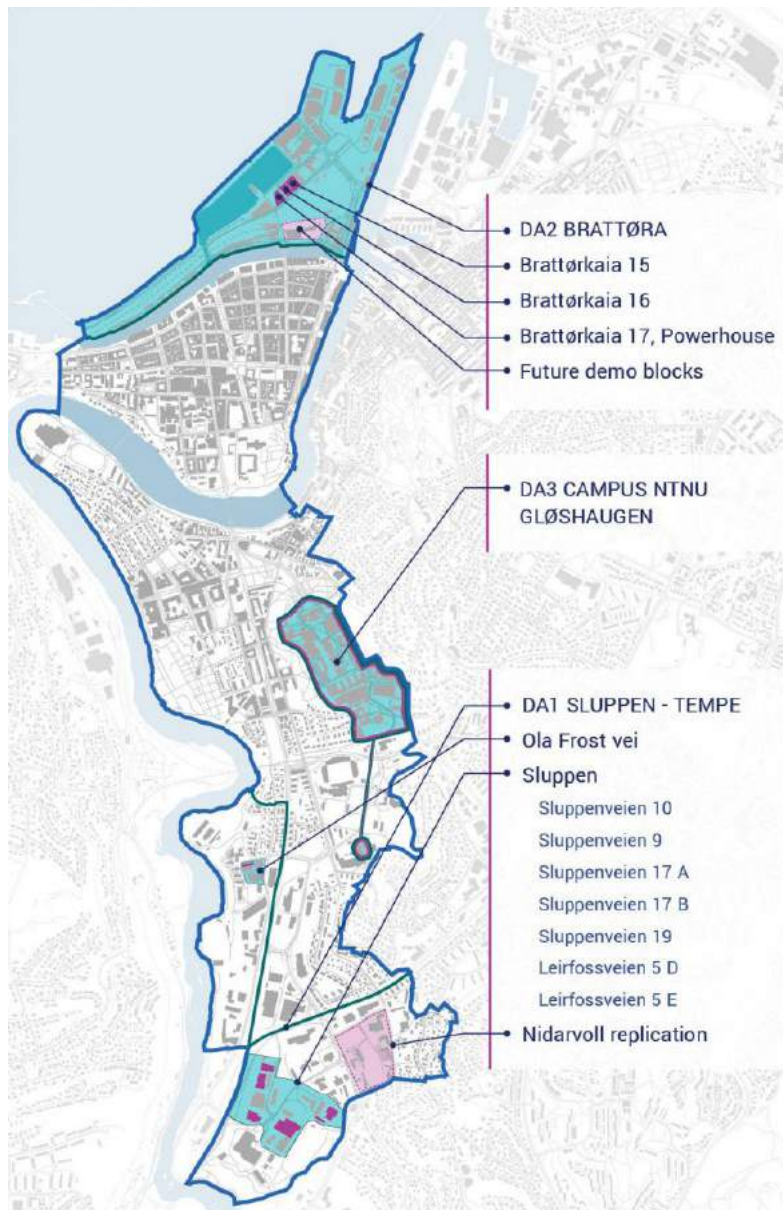 DA2 BRATTØRA
Brattørkaia 15
Brattørkaia 16
Brattørkaia 17, Powerhouse
Future demo blocks
DA3 CAMPUS NTNU
GLØSHAUGEN
DA1 SLUPPEN - TEMPE
Ola Frost vei
Sluppen
Sluppenveien 10
Sluppenveien 9
Sluppenveien 17 A
Sluppenveien 17 B
Sluppenveien 19
Leirfossveien 5 D
Leirfossveien 5 E
Nidarvoll replication